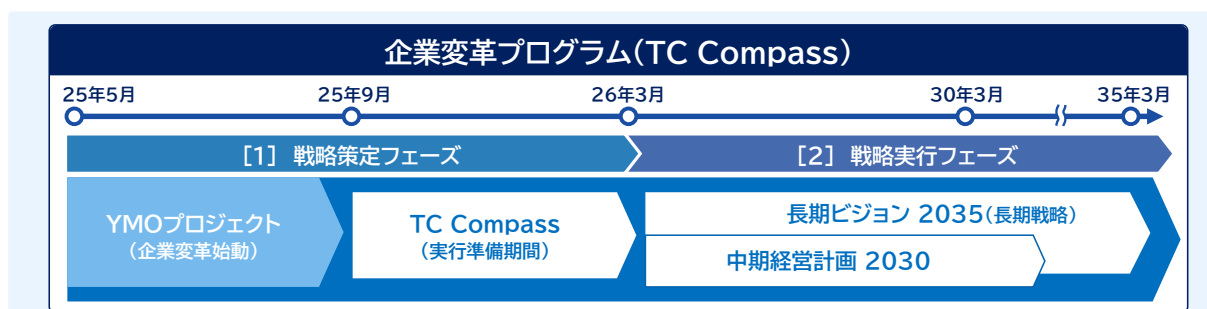 企業変革プログラム(TC Compass)
25年5月
25年9月
26年3月
30年3月
35年3月
[1] 戦略策定フェーズ
[2] 戦略実行フェーズ
YMOプロジェクト
(企業変革始動)
TC Compass
(実行準備期間)
長期ビジョン 2035(長期戦略)
中期経営計画 2030